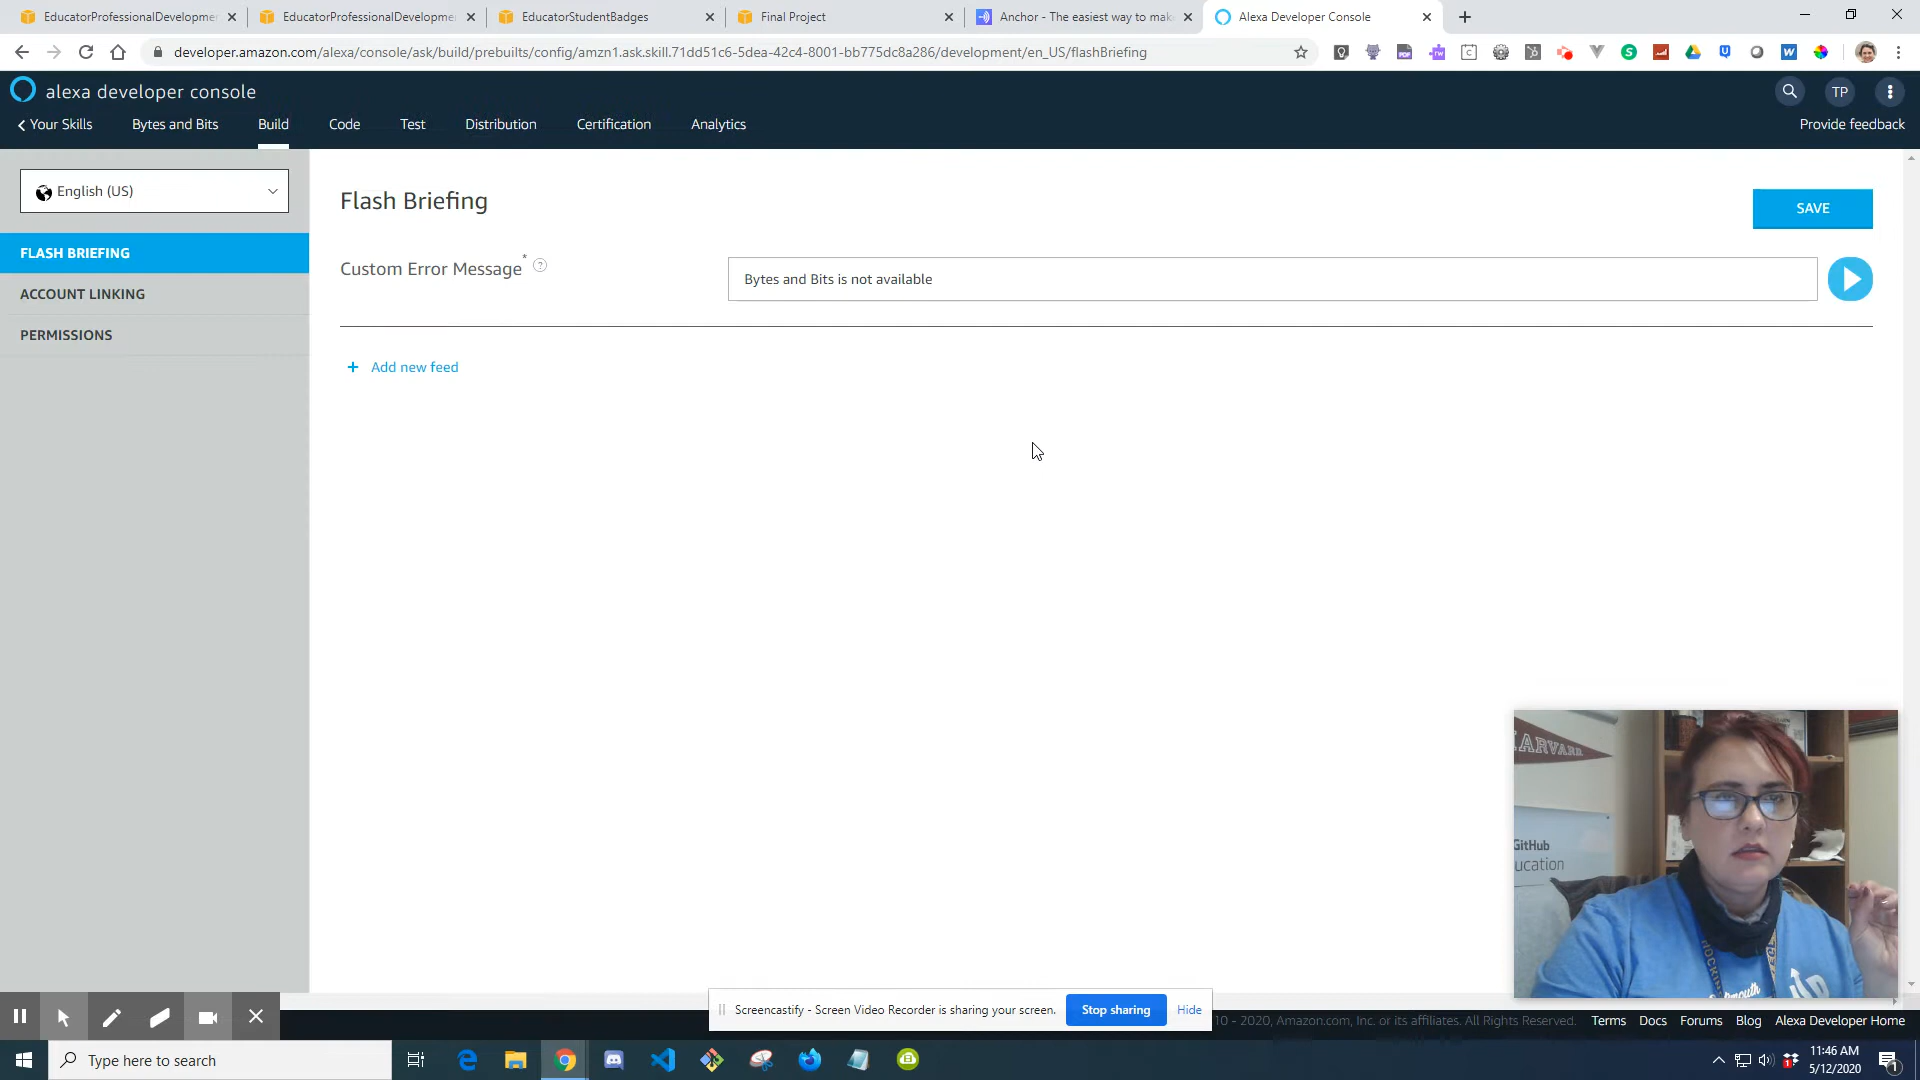 EducatorProfessionalDevelopme
EducatorProfessionalDevelopme
EducatorStudentBadges
Final Project
Anchor - The easiest way to mak
Alexa Developer Console
developer.amazon.com/alexa/console/ask/build/prebuilts/config/amzn1.ask.skill.71dd51c6-5dea-42c4-8001-bb775dc8a286/development/en_US/flashBriefing
alexa developer console
TP
Your Skills
Bytes and Bits
Build
Code
Test
Distribution
Certification
Analytics
Provide feedback
English (US)
FLASH BRIEFING
ACCOUNT LINKING
PERMISSIONS
Flash Briefing
SAVE
Custom Error Message*
Bytes and Bits is not available
+ Add new feed
HARVARD
GitHub
ucation
Screencastify - Screen Video Recorder is sharing your screen.
Stop sharing
Hide
10 - 2020, Amazon.com, Inc. or its affiliates. All Rights Reserved.
Terms
Docs
Forums
Blog
Alexa Developer Home
Type here to search
11:46 AM
5/12/2020